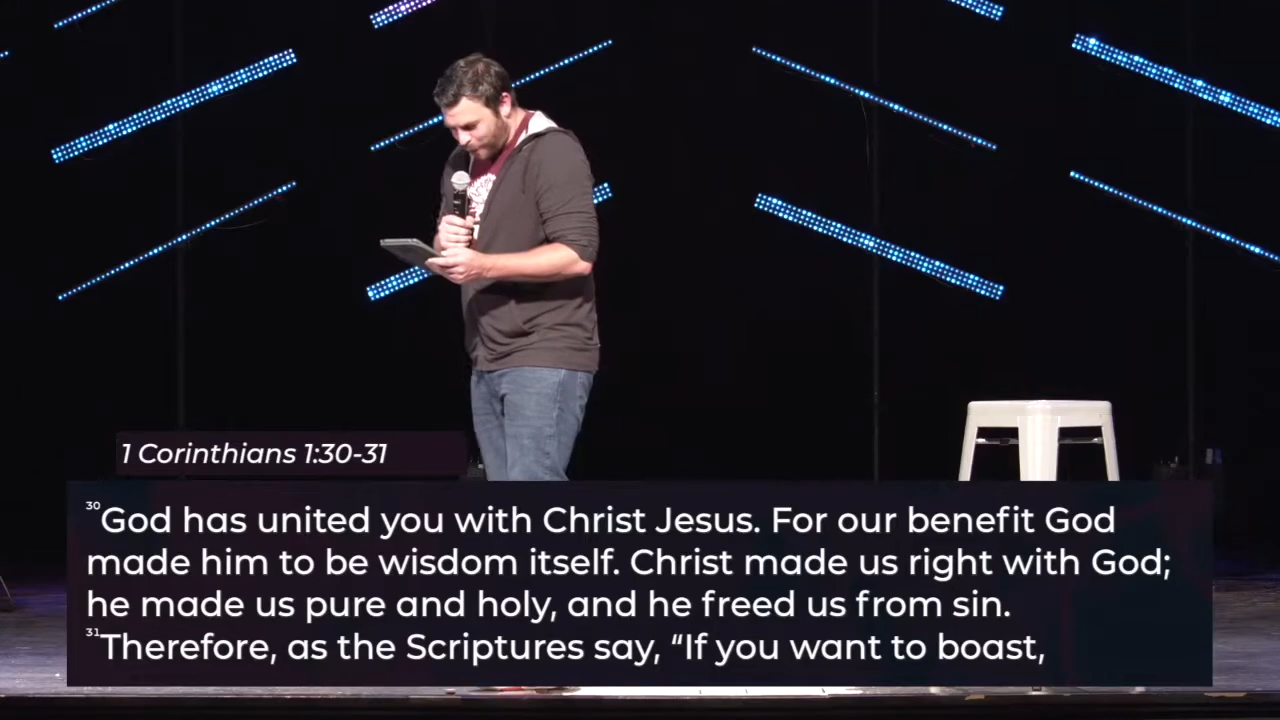 1 Corinthians 1:30-31
³⁰God has united you with Christ Jesus. For our benefit God
made him to be wisdom itself. Christ made us right with God;
he made us pure and holy, and he freed us from sin.
³¹Therefore, as the Scriptures say, “If you want to boast,